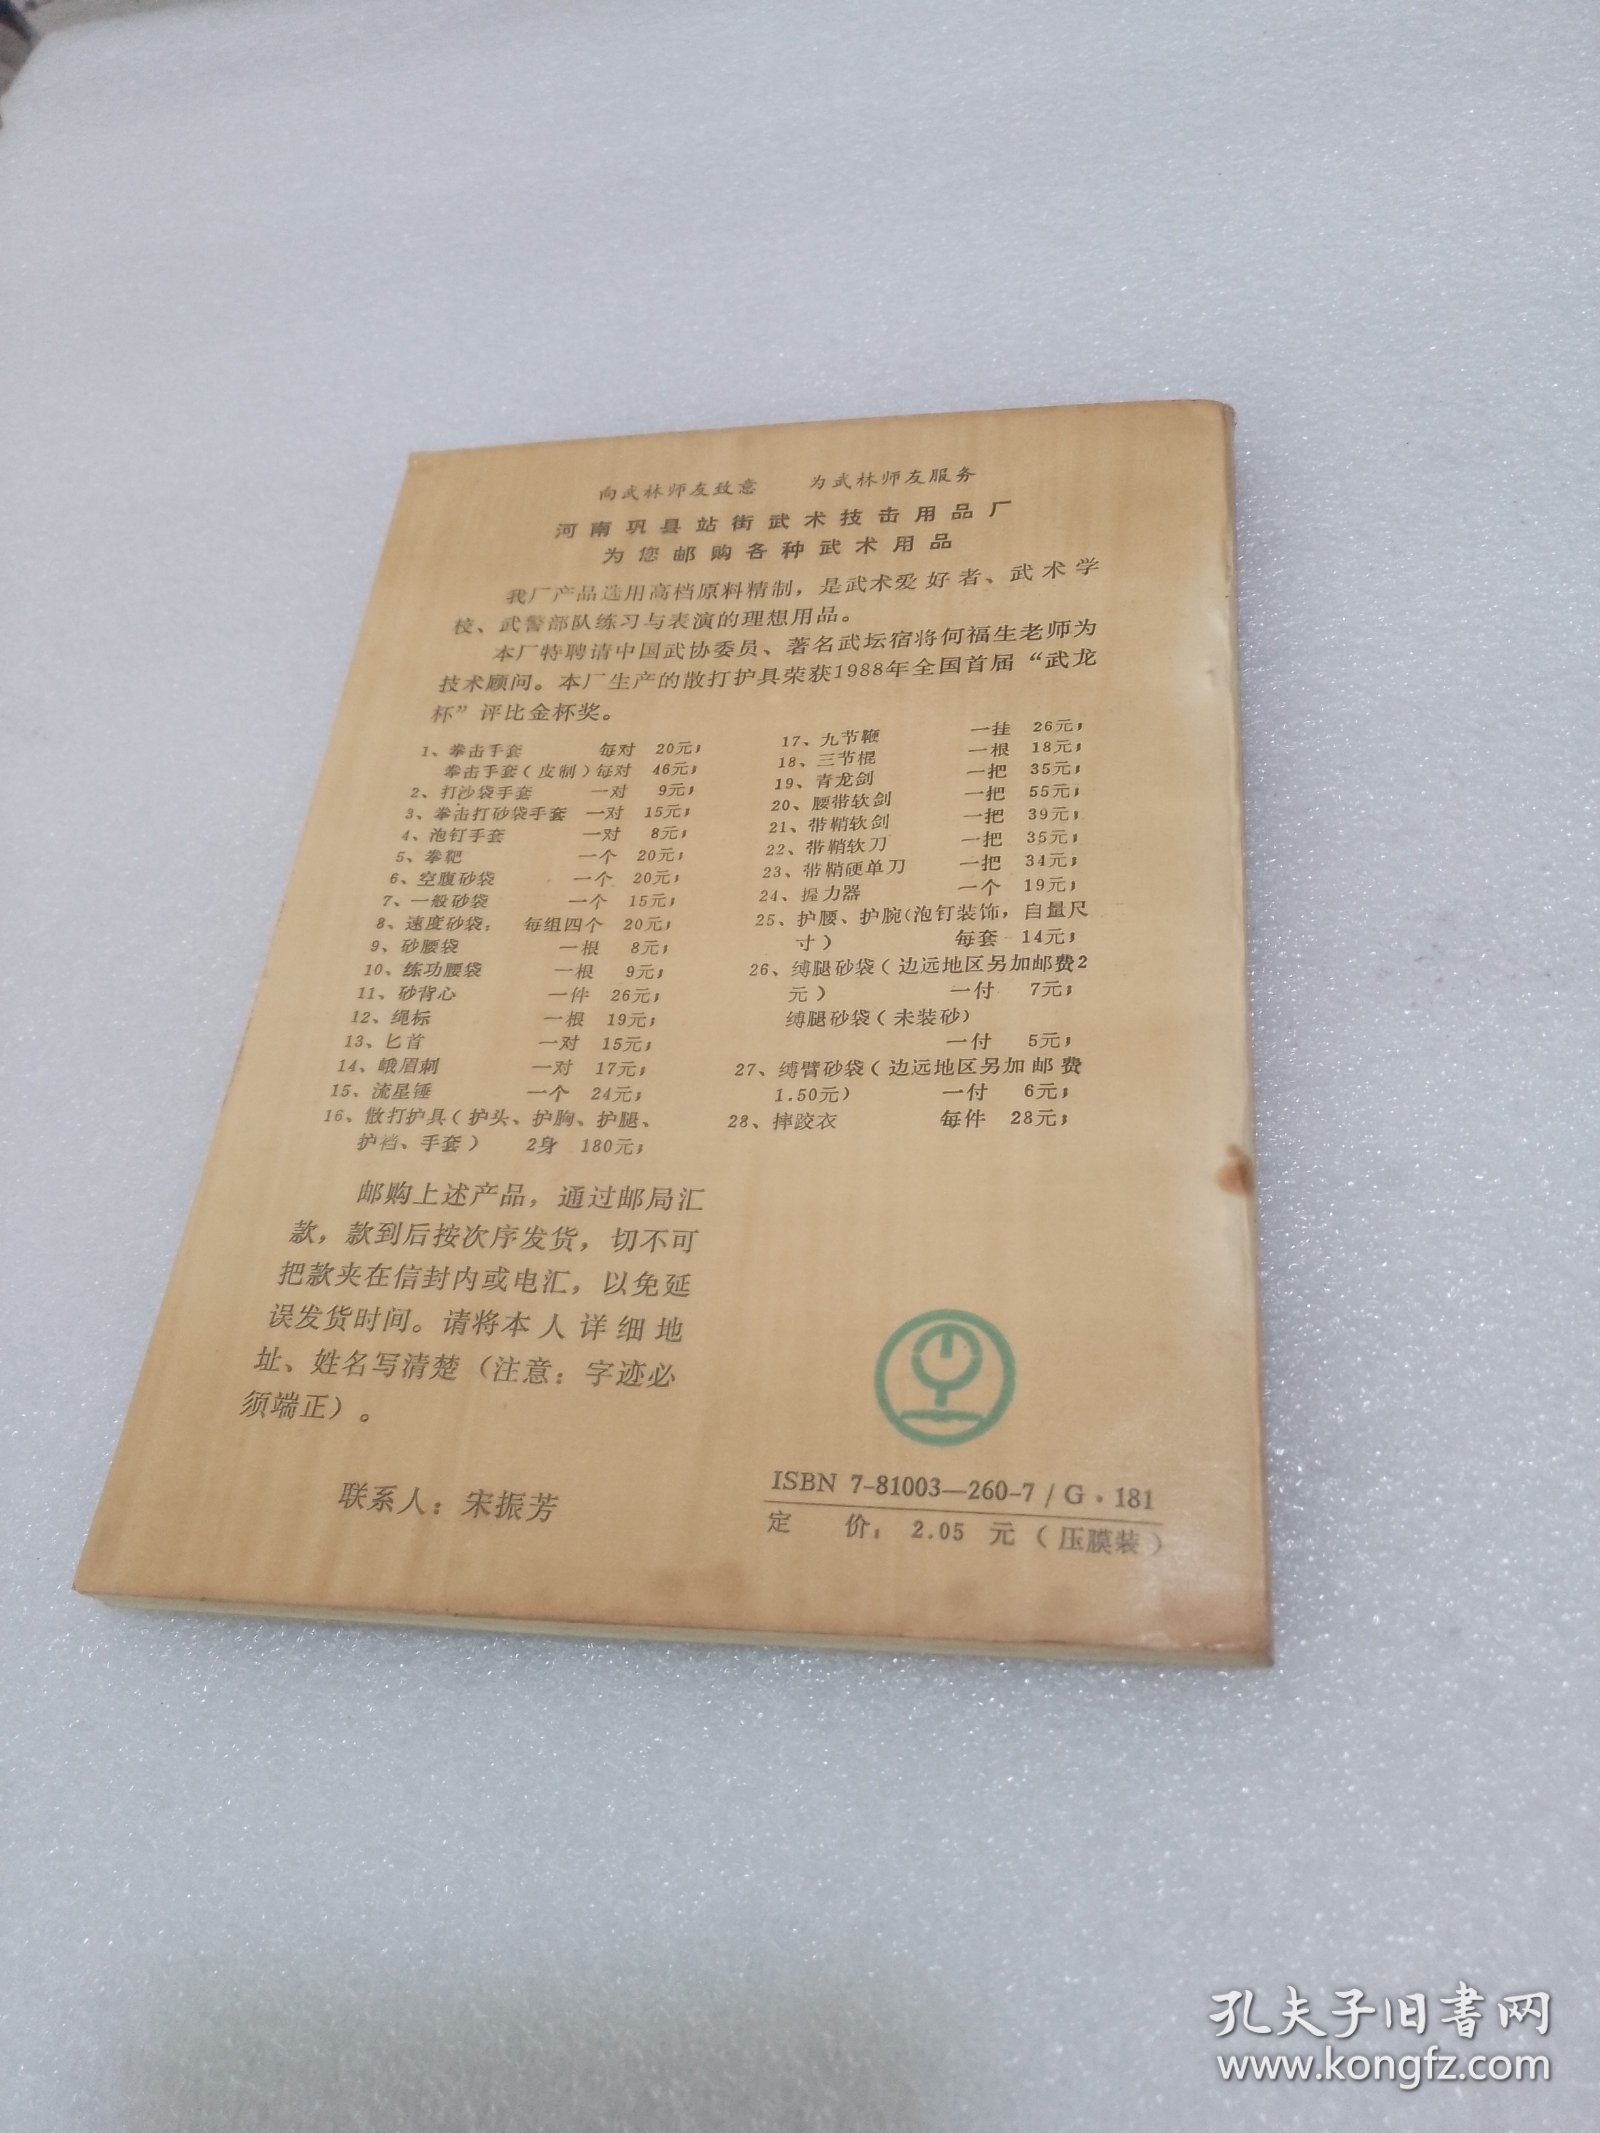 向武林师友致意　为武林师友服务
河南巩县站街武术技击用品厂
为您邮购各种武术用品
我厂产品选用高档原料精制，是武术爱好者、武术学
校、武警部队练习与表演的理想用品。
本厂特聘请中国武协委员、著名武坛宿将何福生老师为
技术顾问。本厂生产的散打护具荣获1988年全国首届“武龙
杯”评比金杯奖。
1、拳击手套　每对　20元；
拳击手套（皮制）每对　46元；
2、打沙袋手套　一对　9元；
3、拳击打砂袋手套　一对　15元；
4、泡钉手套　一对　8元；
5、拳靶　一个　20元；
6、空腹砂袋　一个　20元；
7、一般砂袋　一个　15元；
8、速度砂袋；　每组四个　20元；
9、砂腰袋　一根　8元；
10、练功腰袋　一根　9元；
11、砂背心　一件　26元；
12、绳标　一根　19元；
13、匕首　一对　15元；
14、峨眉刺　一对　17元；
15、流星锤　一个　24元；
16、散打护具（护头、护胸、护腿、
护裆、手套）　2身　180元；
17、九节鞭　一挂　26元；
18、三节棍　一根　18元；
19、青龙剑　一把　35元；
20、腰带软剑　一把　55元；
21、带鞘软剑　一把　39元；
22、带鞘软刀　一把　35元；
23、带鞘硬单刀　一把　34元；
24、握力器　一个　19元；
25、护腰、护腕（泡钉装饰，自量尺
寸）　每套　14元；
26、缚腿砂袋（边远地区另加邮费2
元）　一付　7元；
缚腿砂袋（未装砂）
一付　5元；
27、缚臂砂袋（边远地区另加邮费
1.50元）　一付　6元；
28、摔跤衣　每件　28元；
邮购上述产品，通过邮局汇
款，款到后按次序发货，切不可
把款夹在信封内或电汇，以免延
误发货时间。请将本人详细地
址、姓名写清楚（注意：字迹必
须端正）。
联系人：宋振芳
ISBN 7-81003—260-7 / G·181
定　价：2.05 元（压膜装）
孔夫子旧书网
www.kongfz.com